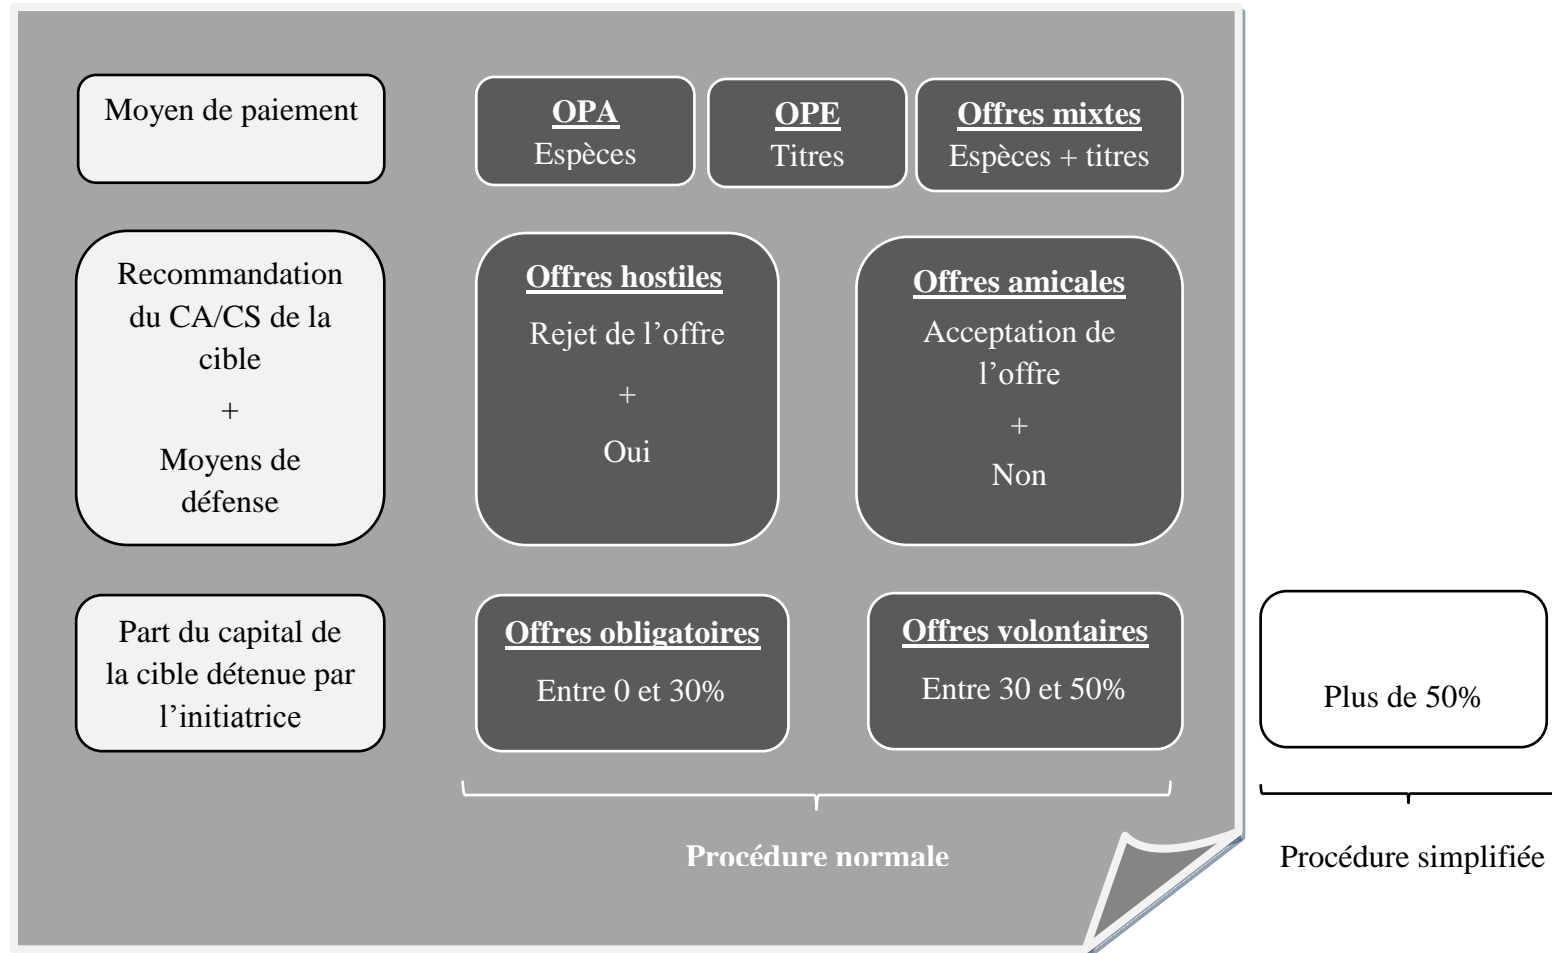 Moyen de paiement
OPA
Espèces
OPE
Titres
Offres mixtes
Espèces + titres
Recommandation
du CA/CS de la
cible
+
Moyens de
défense
Offres hostiles
Rejet de l’offre
+
Oui
Offres amicales
Acceptation de
l’offre
+
Non
Part du capital de
la cible détenue par
l’initiatrice
Offres obligatoires
Entre 0 et 30%
Offres volontaires
Entre 30 et 50%
Plus de 50%
Procédure normale
Procédure simplifiée